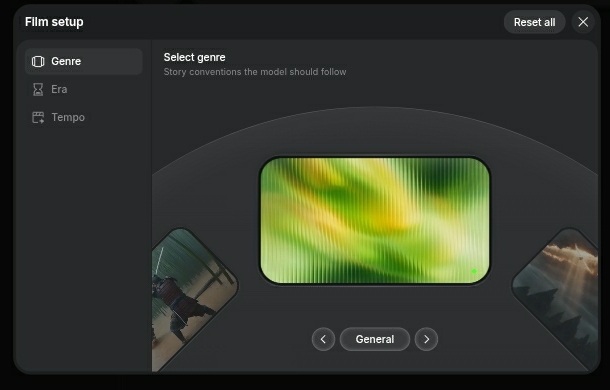 Film setup
Reset all
Genre
Era
Tempo
Select genre
Story conventions the model should follow
General